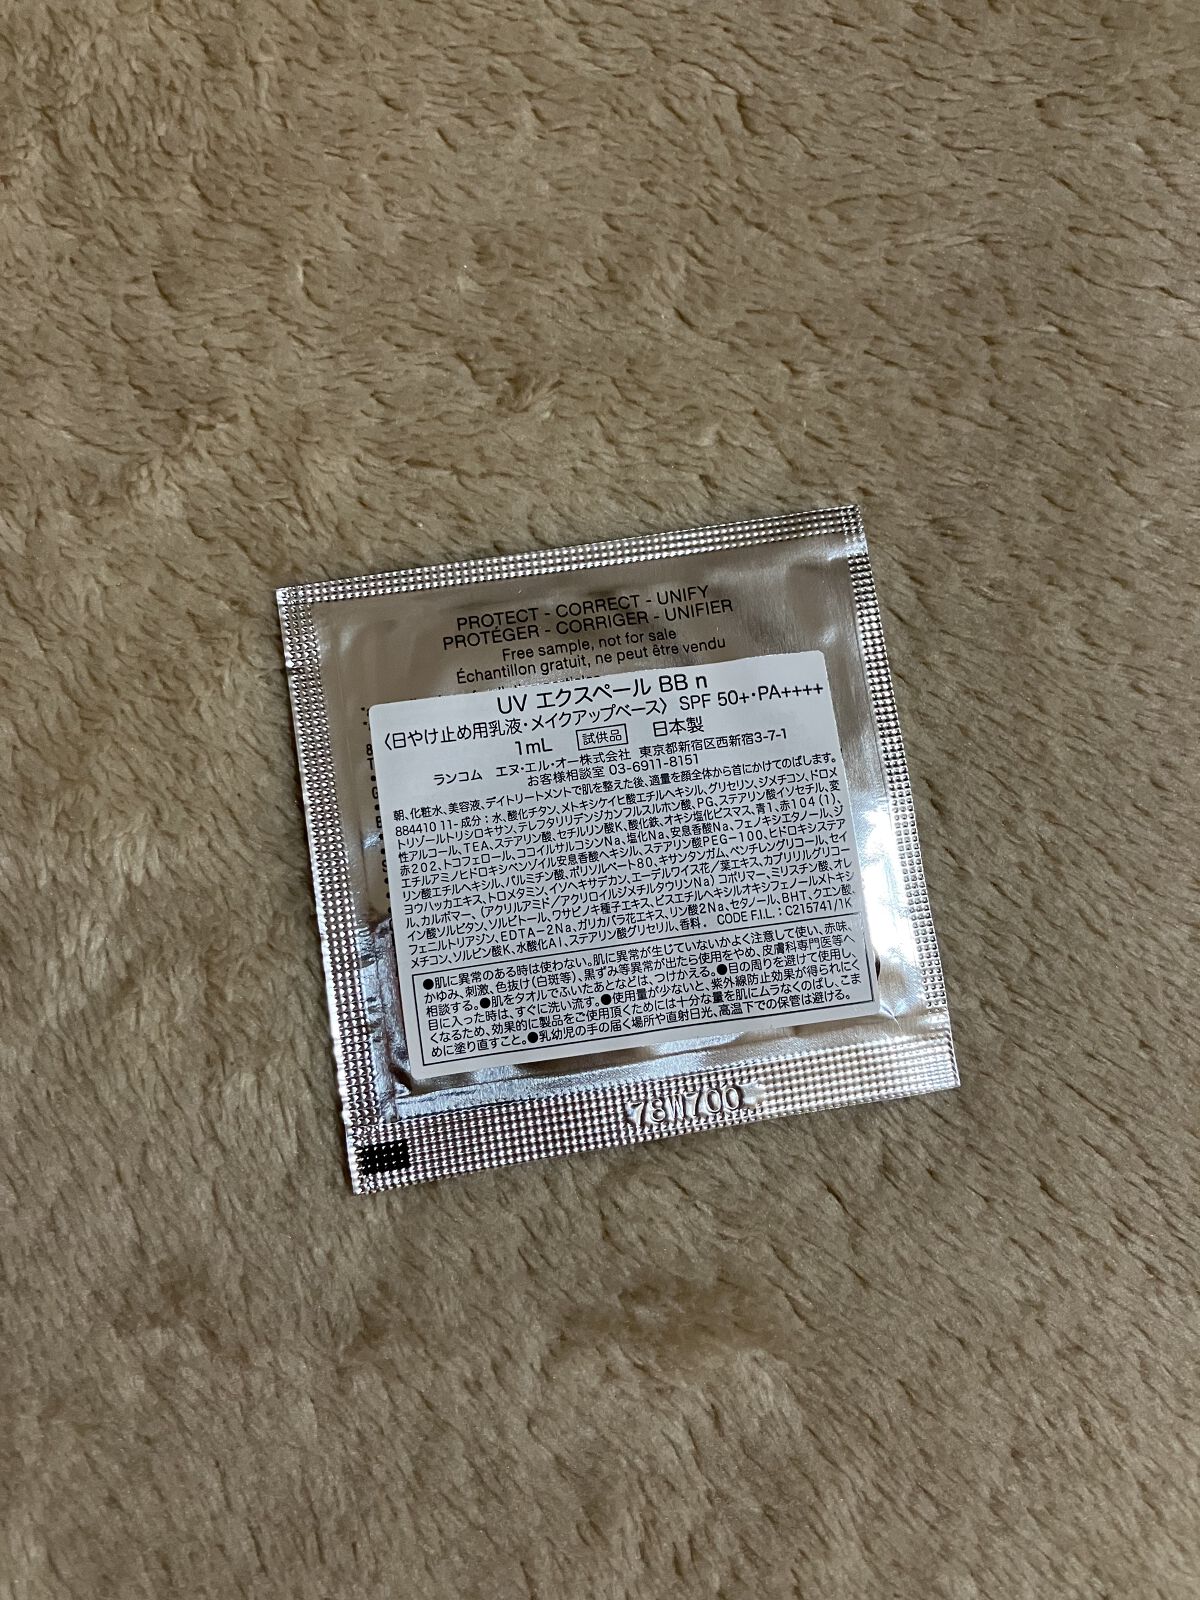 PROTECT - CORRECT - UNIFY
PROTÉGER - CORRIGER - UNIFIER
Free sample, not for sale
Échantillon gratuit, ne peut être vendu
UV エクスペール BB n
〈日やけ止め用乳液・メイクアップベース〉 SPF 50+・PA++++
1mL 試供品 日本製
ランコム エヌ・エル・オー株式会社 東京都新宿区西新宿3-7-1
お客様相談室 03-6911-8151
朝、化粧水、美容液、デイトリートメントで肌を整えた後、適量を顔全体から首にかけてのばします。
884410 11- 成分：水、酸化チタン、メトキシケイヒ酸エチルヘキシル、グリセリン、ジメチコン、ドロメ
トリゾールトリシロキサン、テレフタリリデンジカンフルスルホン酸、PG、ステアリン酸イソセチル、変
性アルコール、TEA、ステアリン酸、セチルリン酸K、酸化鉄、オキシ塩化ビスマス、青1、赤104 (1)、
赤202、トコフェロール、ココイルサルコシンNa、塩化Na、安息香酸Na、フェノキシエタノール、ジ
エチルアミノヒドロキシベンゾイル安息香酸ヘキシル、ステアリン酸PEG-100、ヒドロキシステア
リン酸エチルヘキシル、パルミチン酸、ポリソルベート80、キサンタンガム、ペンチレングリコール、セイ
ヨウハッカエキス、トロメタミン、イソヘキサデカン、エーデルワイス花／葉エキス、カプリリルグリコー
ル、カルボマー、（アクリルアミド／アクリロイルジメチルタウリンNa）コポリマー、ミリスチン酸、オレ
イン酸ソルビタン、ソルビトール、ワサビノキ種子エキス、ビスエチルヘキシルオキシフェノールメトキシ
フェニルトリアジン、EDTA-2Na、ガリカバラ花エキス、リン酸2Na、セタノール、BHT、クエン酸、
メチコン、ソルビン酸K、水酸化Al、ステアリン酸グリセリル、香料. CODE F.I.L. : C215741/1K
●肌に異常のある時は使わない。肌に異常が生じていないかよく注意して使い、赤味、
かゆみ、刺激、色抜け(白斑等)、黒ずみ等異常が出たら使用をやめ、皮膚科専門医等へ
相談する。●肌をタオルでふいたあとなどは、つけかえる。●目の周りを避けて使用し、
目に入った時は、すぐに洗い流す。●使用量が少ないと、紫外線防止効果が得られにく
くなるため、効果的に製品をご使用頂くためには十分な量を肌にムラなくのばし、こま
めに塗り直すこと。●乳幼児の手の届く場所や直射日光、高温下での保管は避ける。
78W700